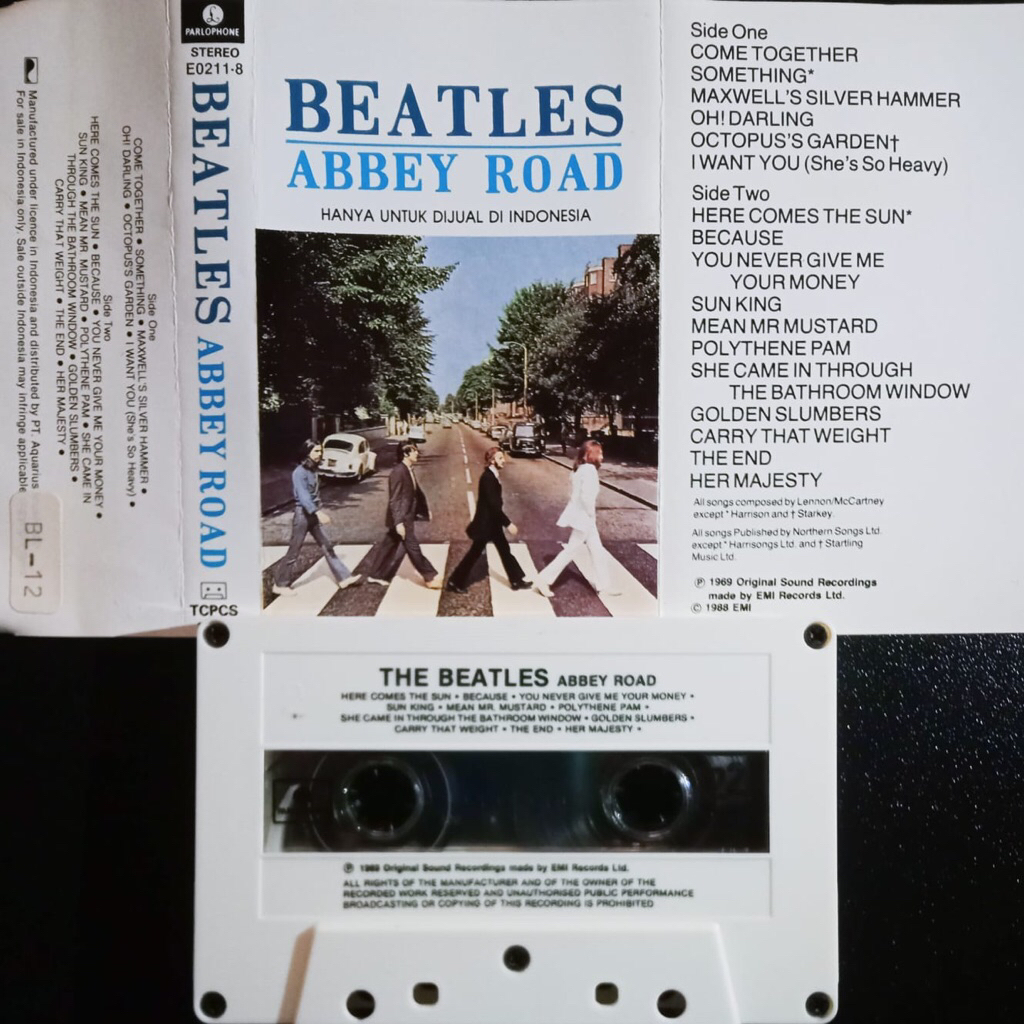 Manufactured under licence in Indonesia and distributed by PT. Aquarius
For sale in Indonesia only. Sale outside Indonesia may infringe applicable
BL-12
Side One
COME TOGETHER • SOMETHING • MAXWELL'S SILVER HAMMER •
OH! DARLING • OCTOPUS'S GARDEN • I WANT YOU (She's So Heavy) •
Side Two
HERE COMES THE SUN • BECAUSE • YOU NEVER GIVE ME YOUR MONEY •
SUN KING • MEAN MR MUSTARD • POLYTHENE PAM • SHE CAME IN
THROUGH THE BATHROOM WINDOW • GOLDEN SLUMBERS •
CARRY THAT WEIGHT • THE END • HER MAJESTY •
PARLOPHONE
STEREO
E0211-8
BEATLES ABBEY ROAD
TCPCS
BEATLES
ABBEY ROAD
HANYA UNTUK DIJUAL DI INDONESIA
Side One
COME TOGETHER
SOMETHING*
MAXWELL'S SILVER HAMMER
OH! DARLING
OCTOPUS'S GARDEN†
I WANT YOU (She's So Heavy)
Side Two
HERE COMES THE SUN*
BECAUSE
YOU NEVER GIVE ME
YOUR MONEY
SUN KING
MEAN MR MUSTARD
POLYTHENE PAM
SHE CAME IN THROUGH
THE BATHROOM WINDOW
GOLDEN SLUMBERS
CARRY THAT WEIGHT
THE END
HER MAJESTY
All songs composed by Lennon/McCartney
except * Harrison and † Starkey.
All songs Published by Northern Songs Ltd.
except * Harrisongs Ltd. and † Startling
Music Ltd.
℗ 1969 Original Sound Recordings
made by EMI Records Ltd.
© 1988 EMI
THE BEATLES ABBEY ROAD
HERE COMES THE SUN • BECAUSE • YOU NEVER GIVE ME YOUR MONEY •
SUN KING • MEAN MR. MUSTARD • POLYTHENE PAM •
SHE CAME IN THROUGH THE BATHROOM WINDOW • GOLDEN SLUMBERS •
CARRY THAT WEIGHT • THE END • HER MAJESTY •
℗ 1969 Original Sound Recordings made by EMI Records Ltd.
ALL RIGHTS OF THE MANUFACTURER AND OF THE OWNER OF THE
RECORDED WORK RESERVED AND UNAUTHORISED PUBLIC PERFORMANCE
BROADCASTING OR COPYING OF THIS RECORDING IS PROHIBITED